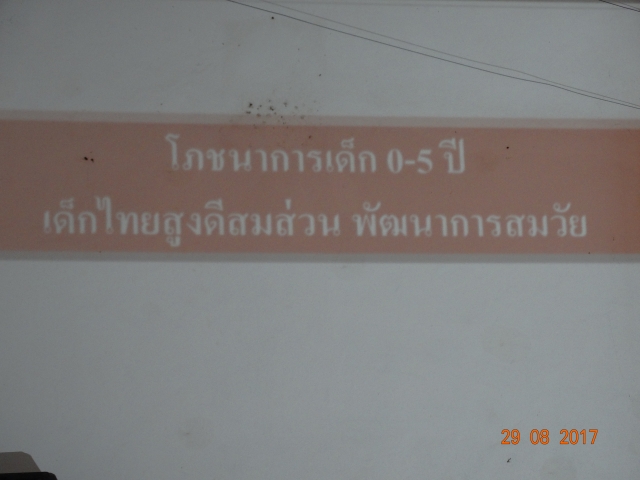 โภชนาการเด็ก 0-5 ปี
เด็กไทยสูงดีสมส่วน พัฒนาการสมวัย
29 08 2017